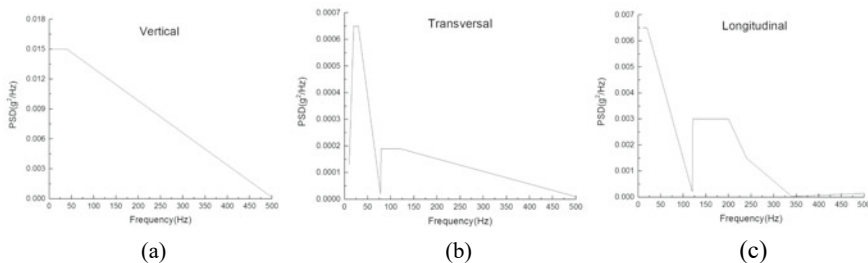 Vertical
0.018
0.015
0.012
0.009
0.006
0.003
0.000
PSD(g²/Hz)
0 50 100 150 200 250 300 350 400 450 500
Frequency(Hz)
(a)
Transversal
0.0007
0.0006
0.0005
0.0004
0.0003
0.0002
0.0001
0.0000
PSD(g²/Hz)
0 50 100 150 200 250 300 350 400 450 500
Frequency(Hz)
(b)
Longitudinal
0.007
0.006
0.005
0.004
0.003
0.002
0.001
0.000
PSD(g²/Hz)
0 50 100 150 200 250 300 350 400 450 500
Frequency(Hz)
(c)